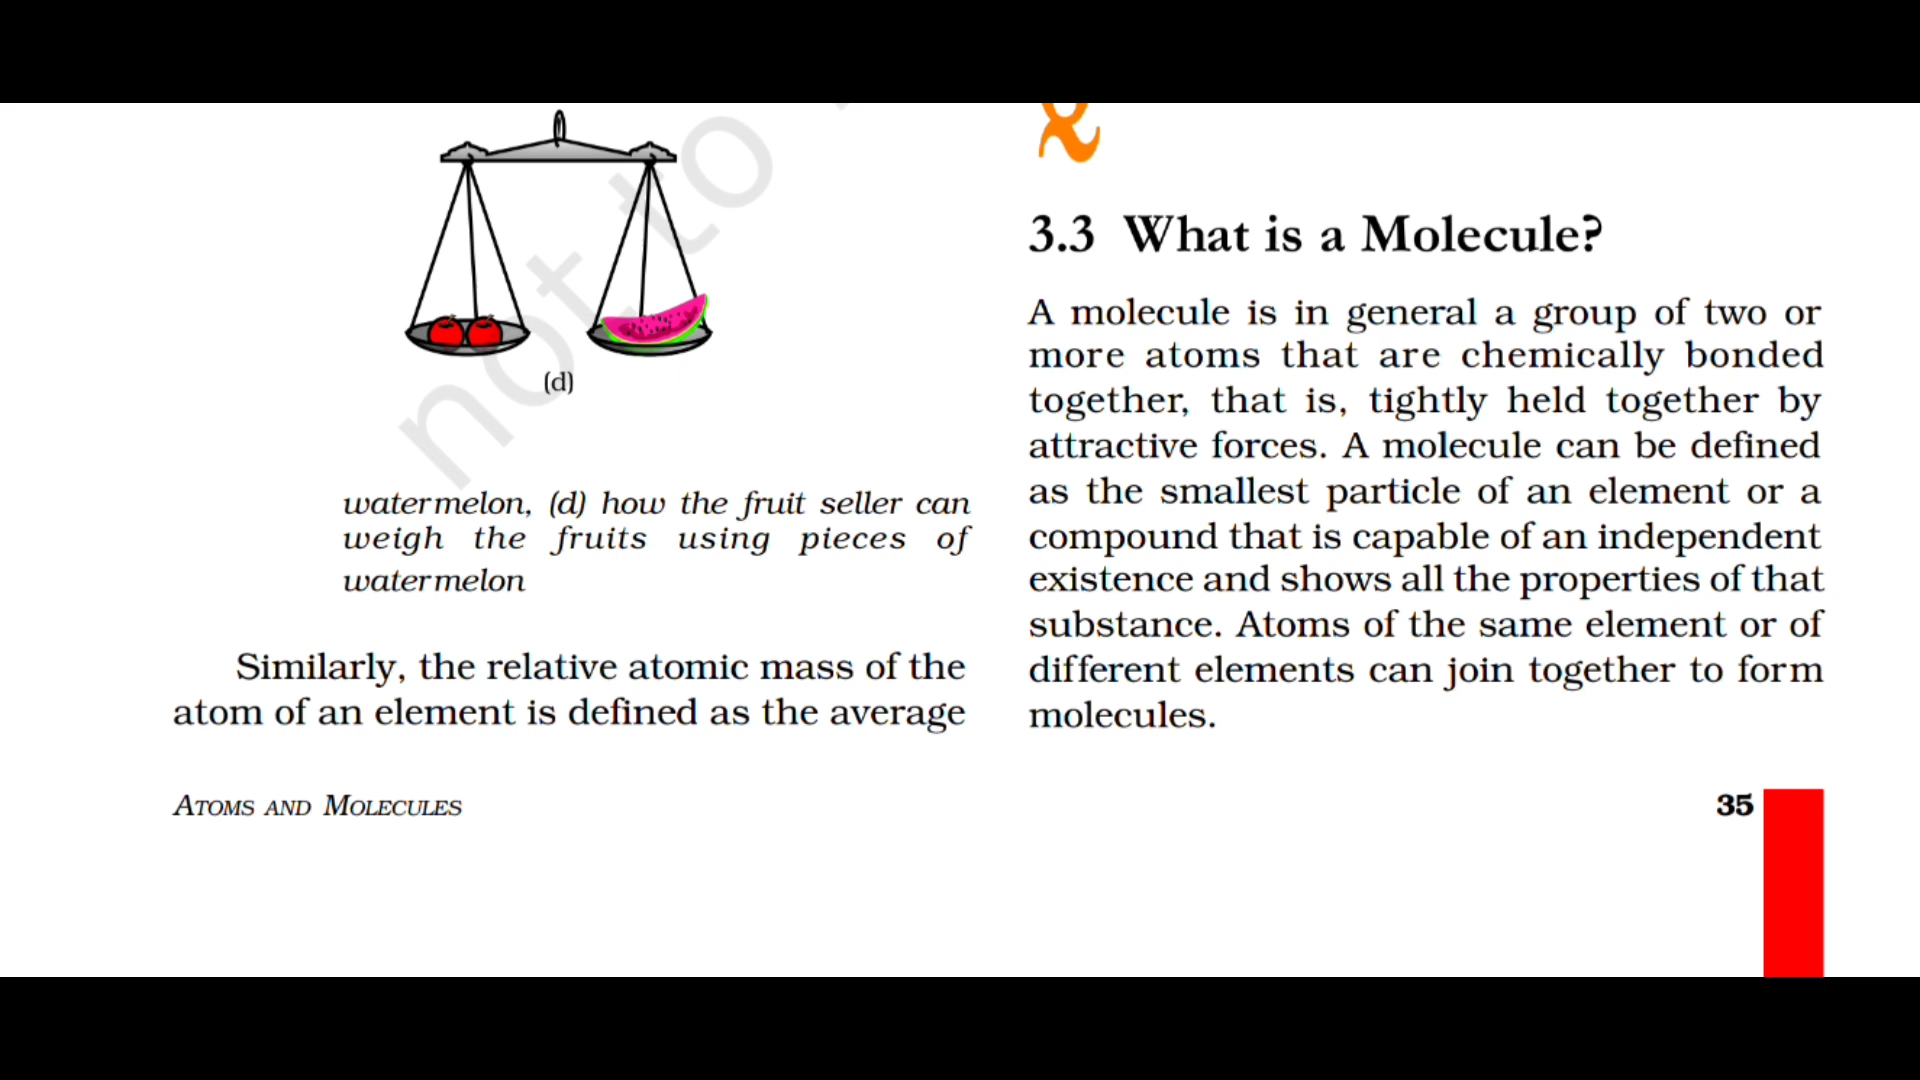 not to
(d)
watermelon, (d) how the fruit seller can
weigh the fruits using pieces of
watermelon
Similarly, the relative atomic mass of the
atom of an element is defined as the average
3.3 What is a Molecule?
A molecule is in general a group of two or
more atoms that are chemically bonded
together, that is, tightly held together by
attractive forces. A molecule can be defined
as the smallest particle of an element or a
compound that is capable of an independent
existence and shows all the properties of that
substance. Atoms of the same element or of
different elements can join together to form
molecules.
ATOMS AND MOLECULES
35